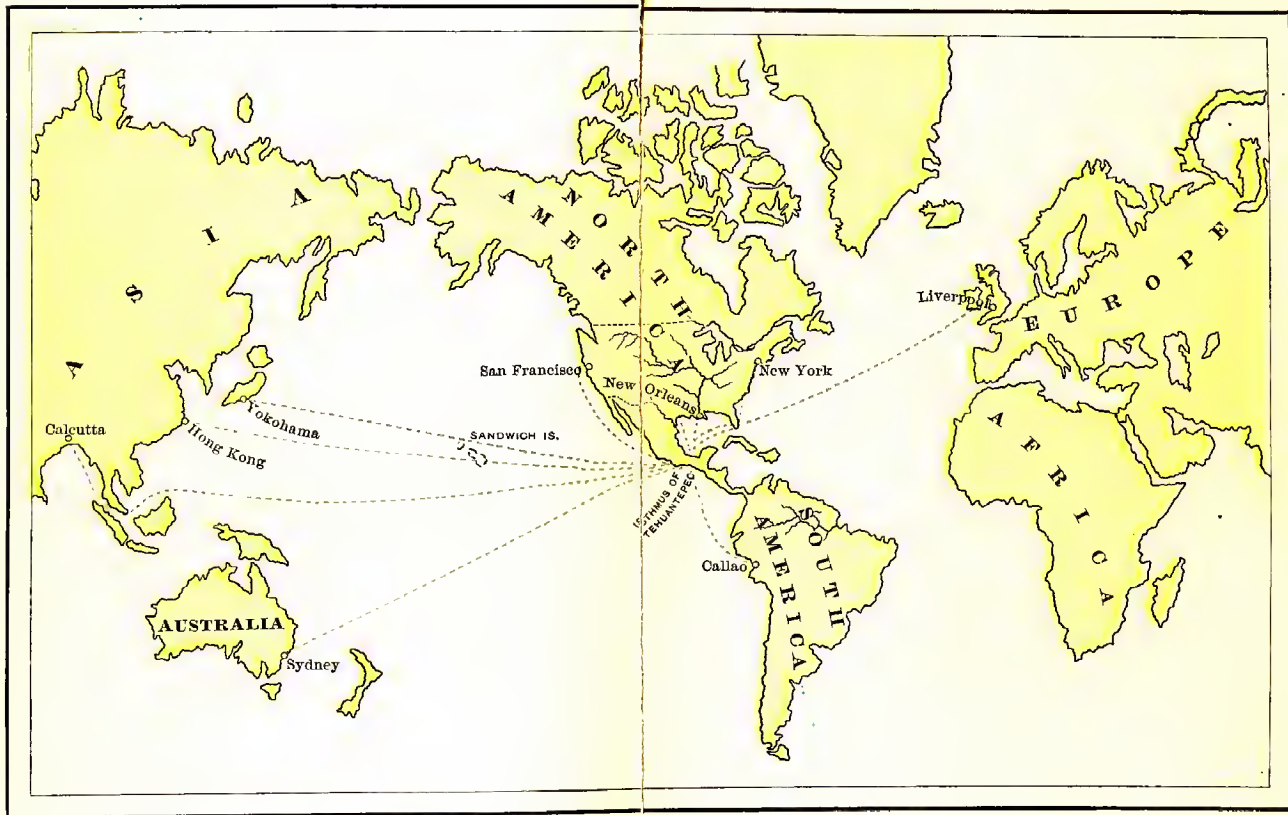 ASIA
NORTH
AMERICA
EUROPE
Liverpool
San Francisco
New York
New Orleans
Yokohama
Hong Kong
Calcutta
SANDWICH IS.
ISTHMUS OF
TEHUANTEPEC
AFRICA
SOUTH
AMERICA
Callao
AUSTRALIA
Sydney